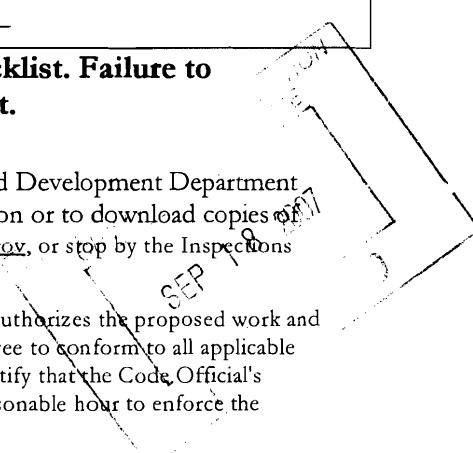 cklist. Failure to
t.
d Development Department
on or to download copies of
ov, or stop by the Inspections
uthorizes the proposed work and
ee to conform to all applicable
tify that the Code Official's
sonable hour to enforce the
SEP 18 2007